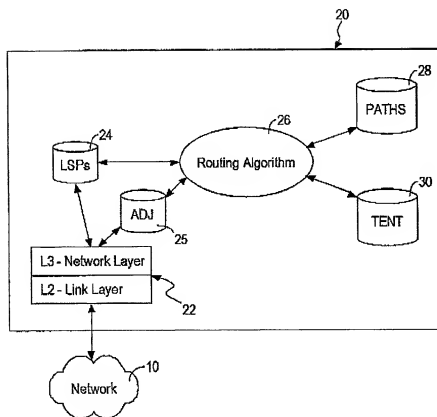 20
28
PATHS
26
24
LSPs
Routing Algorithm
30
TENT
ADJ
25
L3 - Network Layer
L2 - Link Layer
22
10
Network